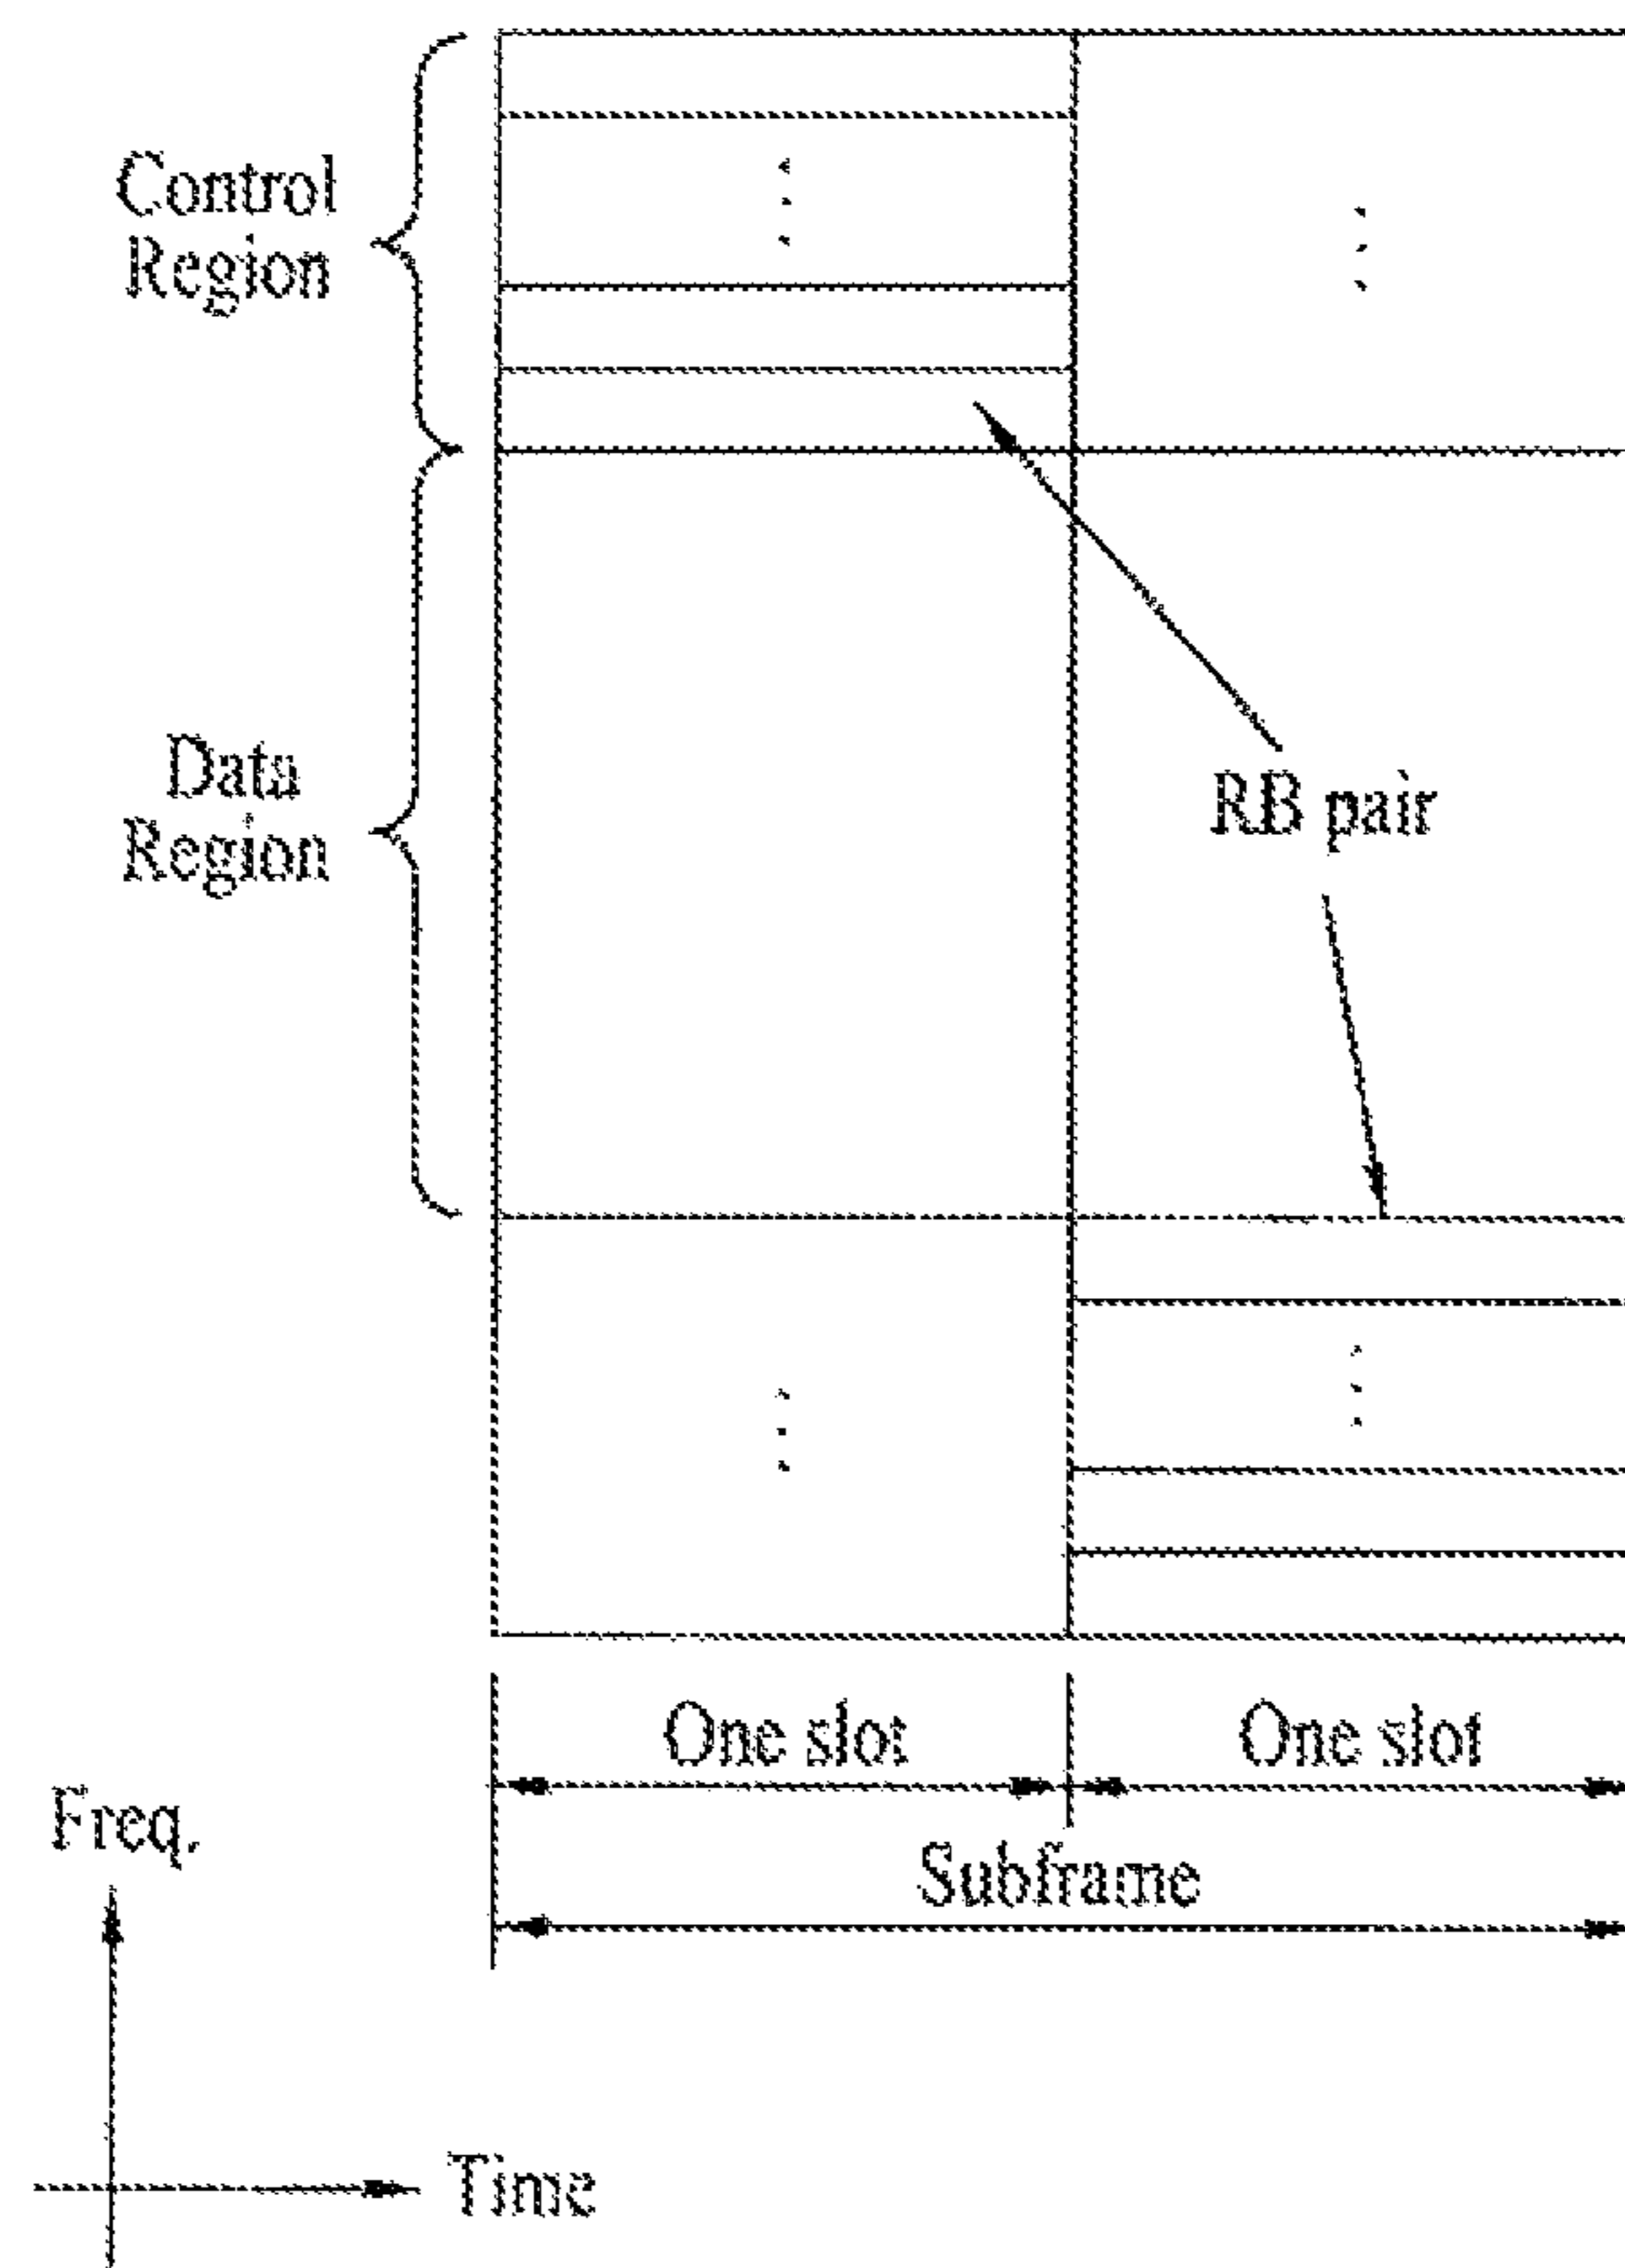 Control
Region
Data
Region
RB pair
One slot
One slot
Subframe
Freq.
Time